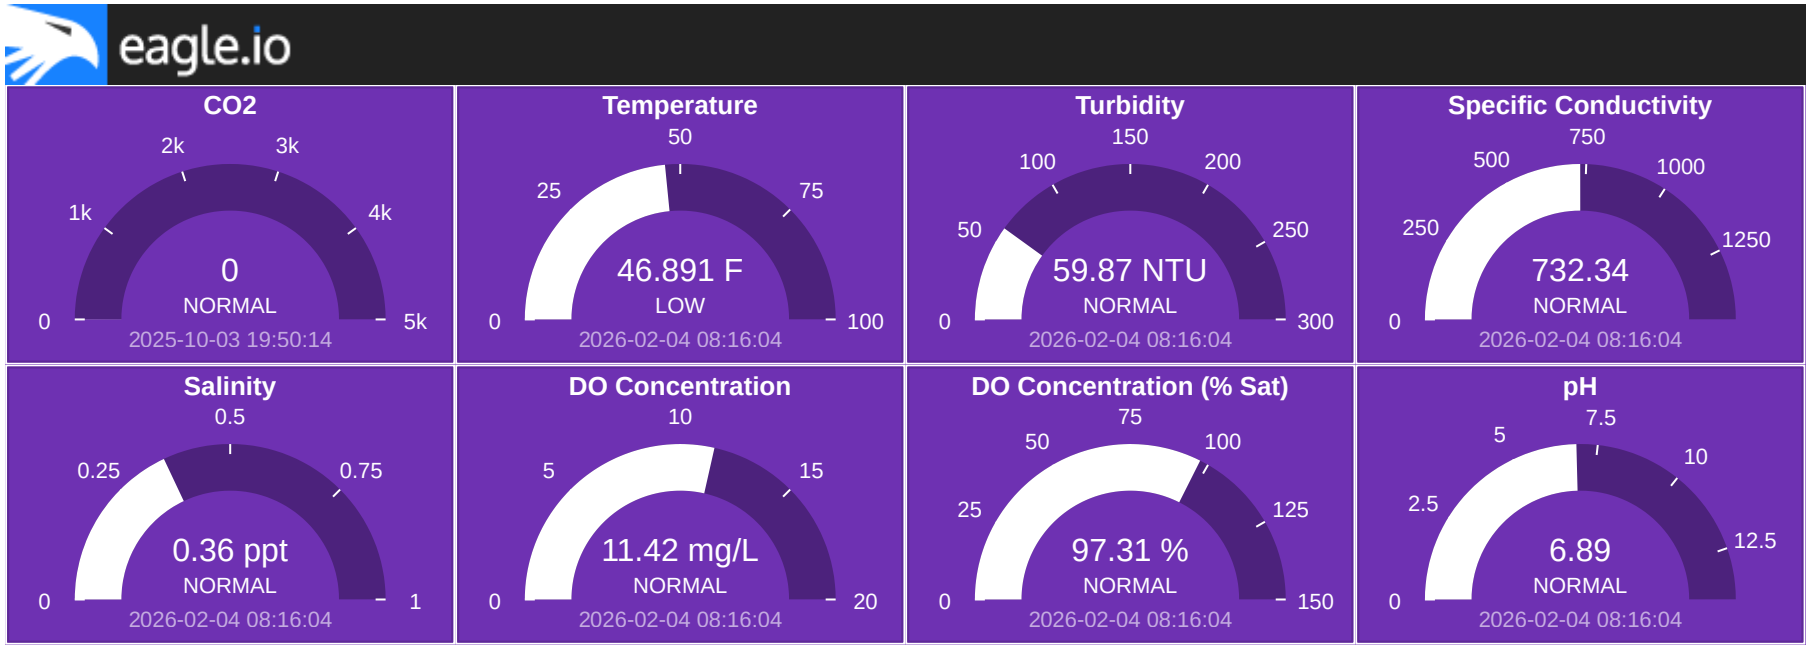 eagle.io
CO2
0
1k
2k
3k
4k
5k
0
NORMAL
2025-10-03 19:50:14
Temperature
0
25
50
75
100
46.891 F
LOW
2026-02-04 08:16:04
Turbidity
0
50
100
150
200
250
300
59.87 NTU
NORMAL
2026-02-04 08:16:04
Specific Conductivity
0
250
500
750
1000
1250
732.34
NORMAL
2026-02-04 08:16:04
Salinity
0
0.25
0.5
0.75
1
0.36 ppt
NORMAL
2026-02-04 08:16:04
DO Concentration
0
5
10
15
20
11.42 mg/L
NORMAL
2026-02-04 08:16:04
DO Concentration (% Sat)
0
25
50
75
100
125
150
97.31 %
NORMAL
2026-02-04 08:16:04
pH
0
2.5
5
7.5
10
12.5
6.89
NORMAL
2026-02-04 08:16:04